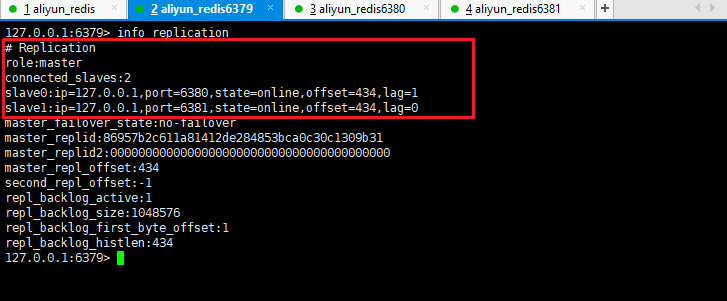 1 aliyun_redis
2 aliyun_redis6379
3 aliyun_redis6380
4 aliyun_redis6381
127.0.0.1:6379> info replication
# Replication
role:master
connected_slaves:2
slave0:ip=127.0.0.1,port=6380,state=online,offset=434,lag=1
slave1:ip=127.0.0.1,port=6381,state=online,offset=434,lag=0
master_failover_state:no-failover
master_replid:86957b2c611a81412de284853bca0c30c1309b31
master_replid2:0000000000000000000000000000000000000000
master_repl_offset:434
second_repl_offset:-1
repl_backlog_active:1
repl_backlog_size:1048576
repl_backlog_first_byte_offset:1
repl_backlog_histlen:434
127.0.0.1:6379>